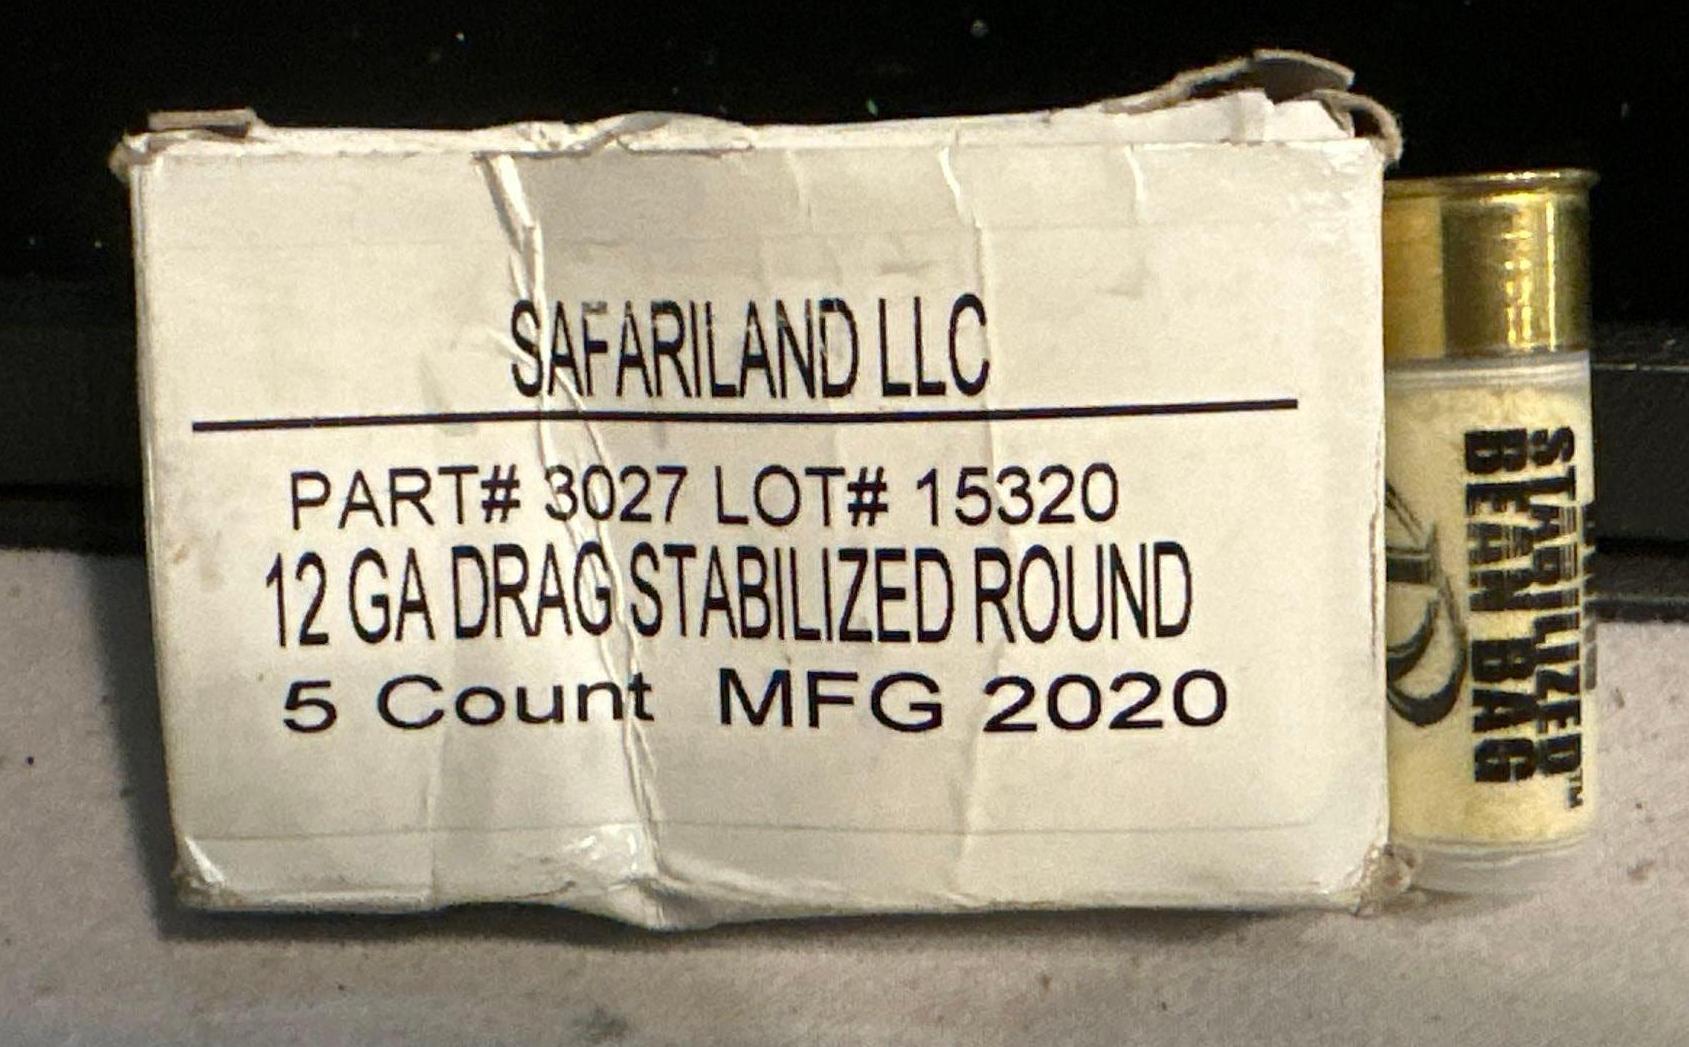 SAFARILAND LLC
PART# 3027 LOT# 15320
12 GA DRAG STABILIZED ROUND
5 Count MFG 2020
STABILIZED™
BEAN BAG